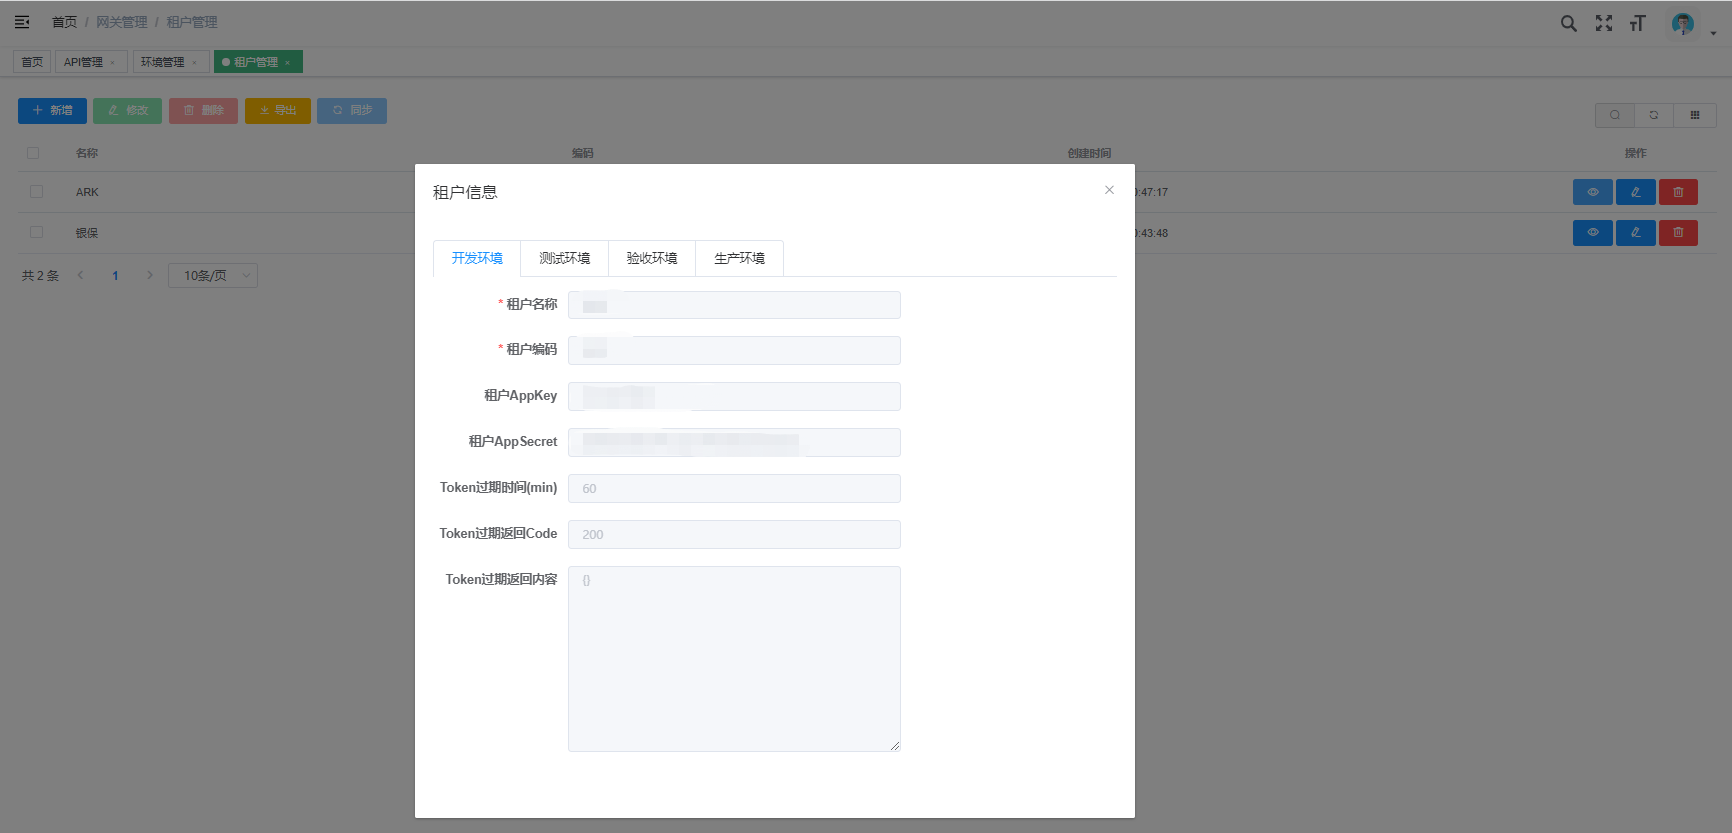 首页 / 网关管理 / 租户管理
首页 API管理 × 环境管理 × 租户管理 ×
新增 修改 删除 导出 同步
名称 编码 创建时间 操作
ARK :47:17
银保 :43:48
共 2 条 1 10条/页
租户信息
开发环境 测试环境 验收环境 生产环境
* 租户名称
* 租户编码
租户AppKey
租户AppSecret
Token过期时间(min) 60
Token过期返回Code 200
Token过期返回内容 {}